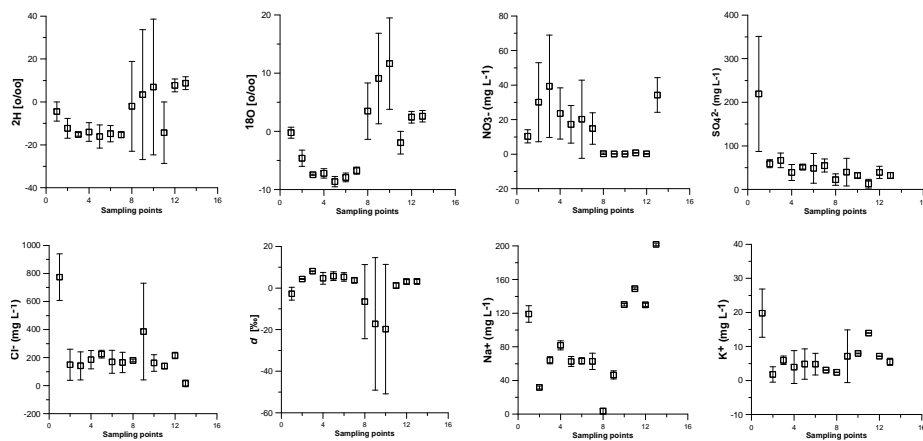 2H [o/oo]
40
20
0
-20
-40
0 4 8 12 16
Sampling points
18O [o/oo]
20
10
0
-10
0 4 8 12 16
Sampling points
NO3- (mg L-1)
80
60
40
20
0
0 4 8 12 16
Sampling points
SO42- (mg L-1)
400
300
200
100
0
0 4 8 12 16
Sampling points
Cl- (mg L-1)
1000
800
600
400
200
0
-200
0 4 8 12 16
Sampling points
d [‰]
20
0
-20
-40
-60
0 4 8 12 16
Sampling points
Na+ (mg L-1)
200
160
120
80
40
0
0 4 8 12 16
Sampling points
K+ (mg L-1)
40
30
20
10
0
-10
0 4 8 12 16
Sampling points